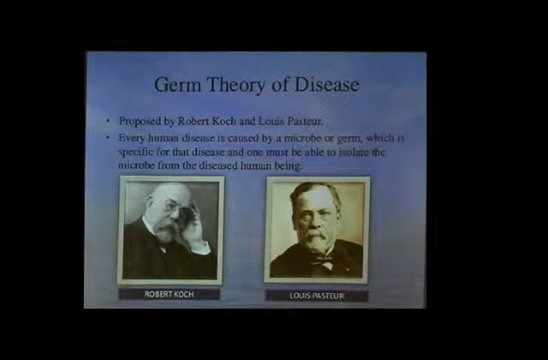 Germ Theory of Disease
• Proposed by Robert Koch and Louis Pasteur.
• Every human disease is caused by a microbe or germ, which is
specific for that disease and one must be able to isolate the
microbe from the diseased human being.
ROBERT KOCH
LOUIS PASTEUR